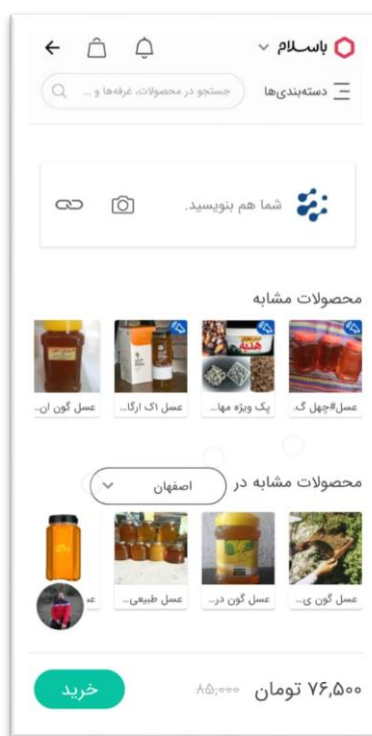 باسلام
دسته‌بندی‌ها
جستجو در محصولات، غرفه‌ها و ...
شما هم بنویسید.
محصولات مشابه
عسل#چهل گ.
پک ویژه مها...
عسل ۱ک ارگا...
عسل گون ان...
محصولات مشابه در
اصفهان
عسل گون ی...
عسل گون در...
عسل طبیعی...
۷۶,۵۰۰ تومان
۸۵,۰۰۰
خرید